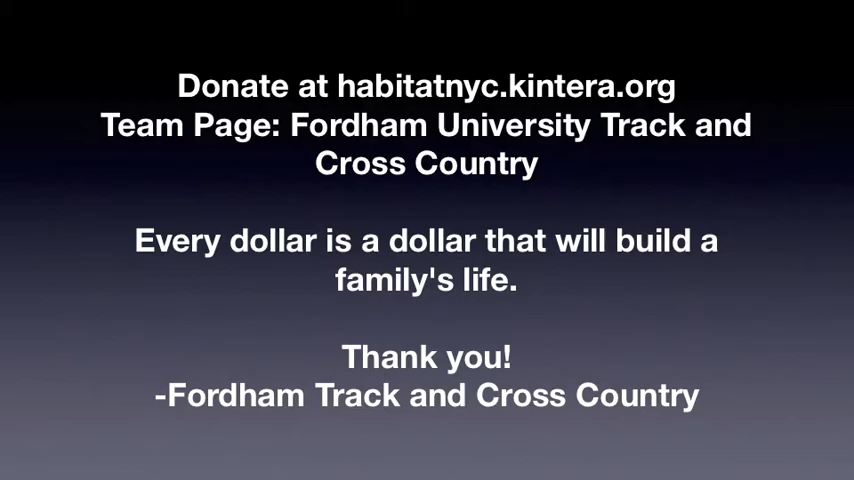 Donate at habitatnyc.kintera.org
Team Page: Fordham University Track and
Cross Country
Every dollar is a dollar that will build a
family's life.
Thank you!
-Fordham Track and Cross Country